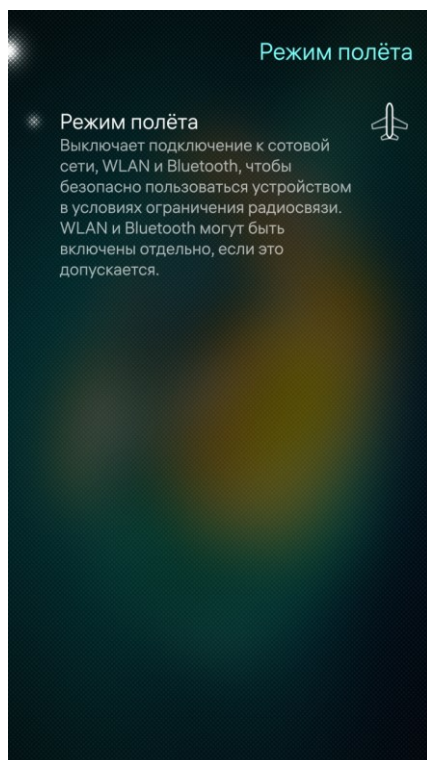 Режим полёта
Режим полёта
Выключает подключение к сотовой
сети, WLAN и Bluetooth, чтобы
безопасно пользоваться устройством
в условиях ограничения радиосвязи.
WLAN и Bluetooth могут быть
включены отдельно, если это
допускается.